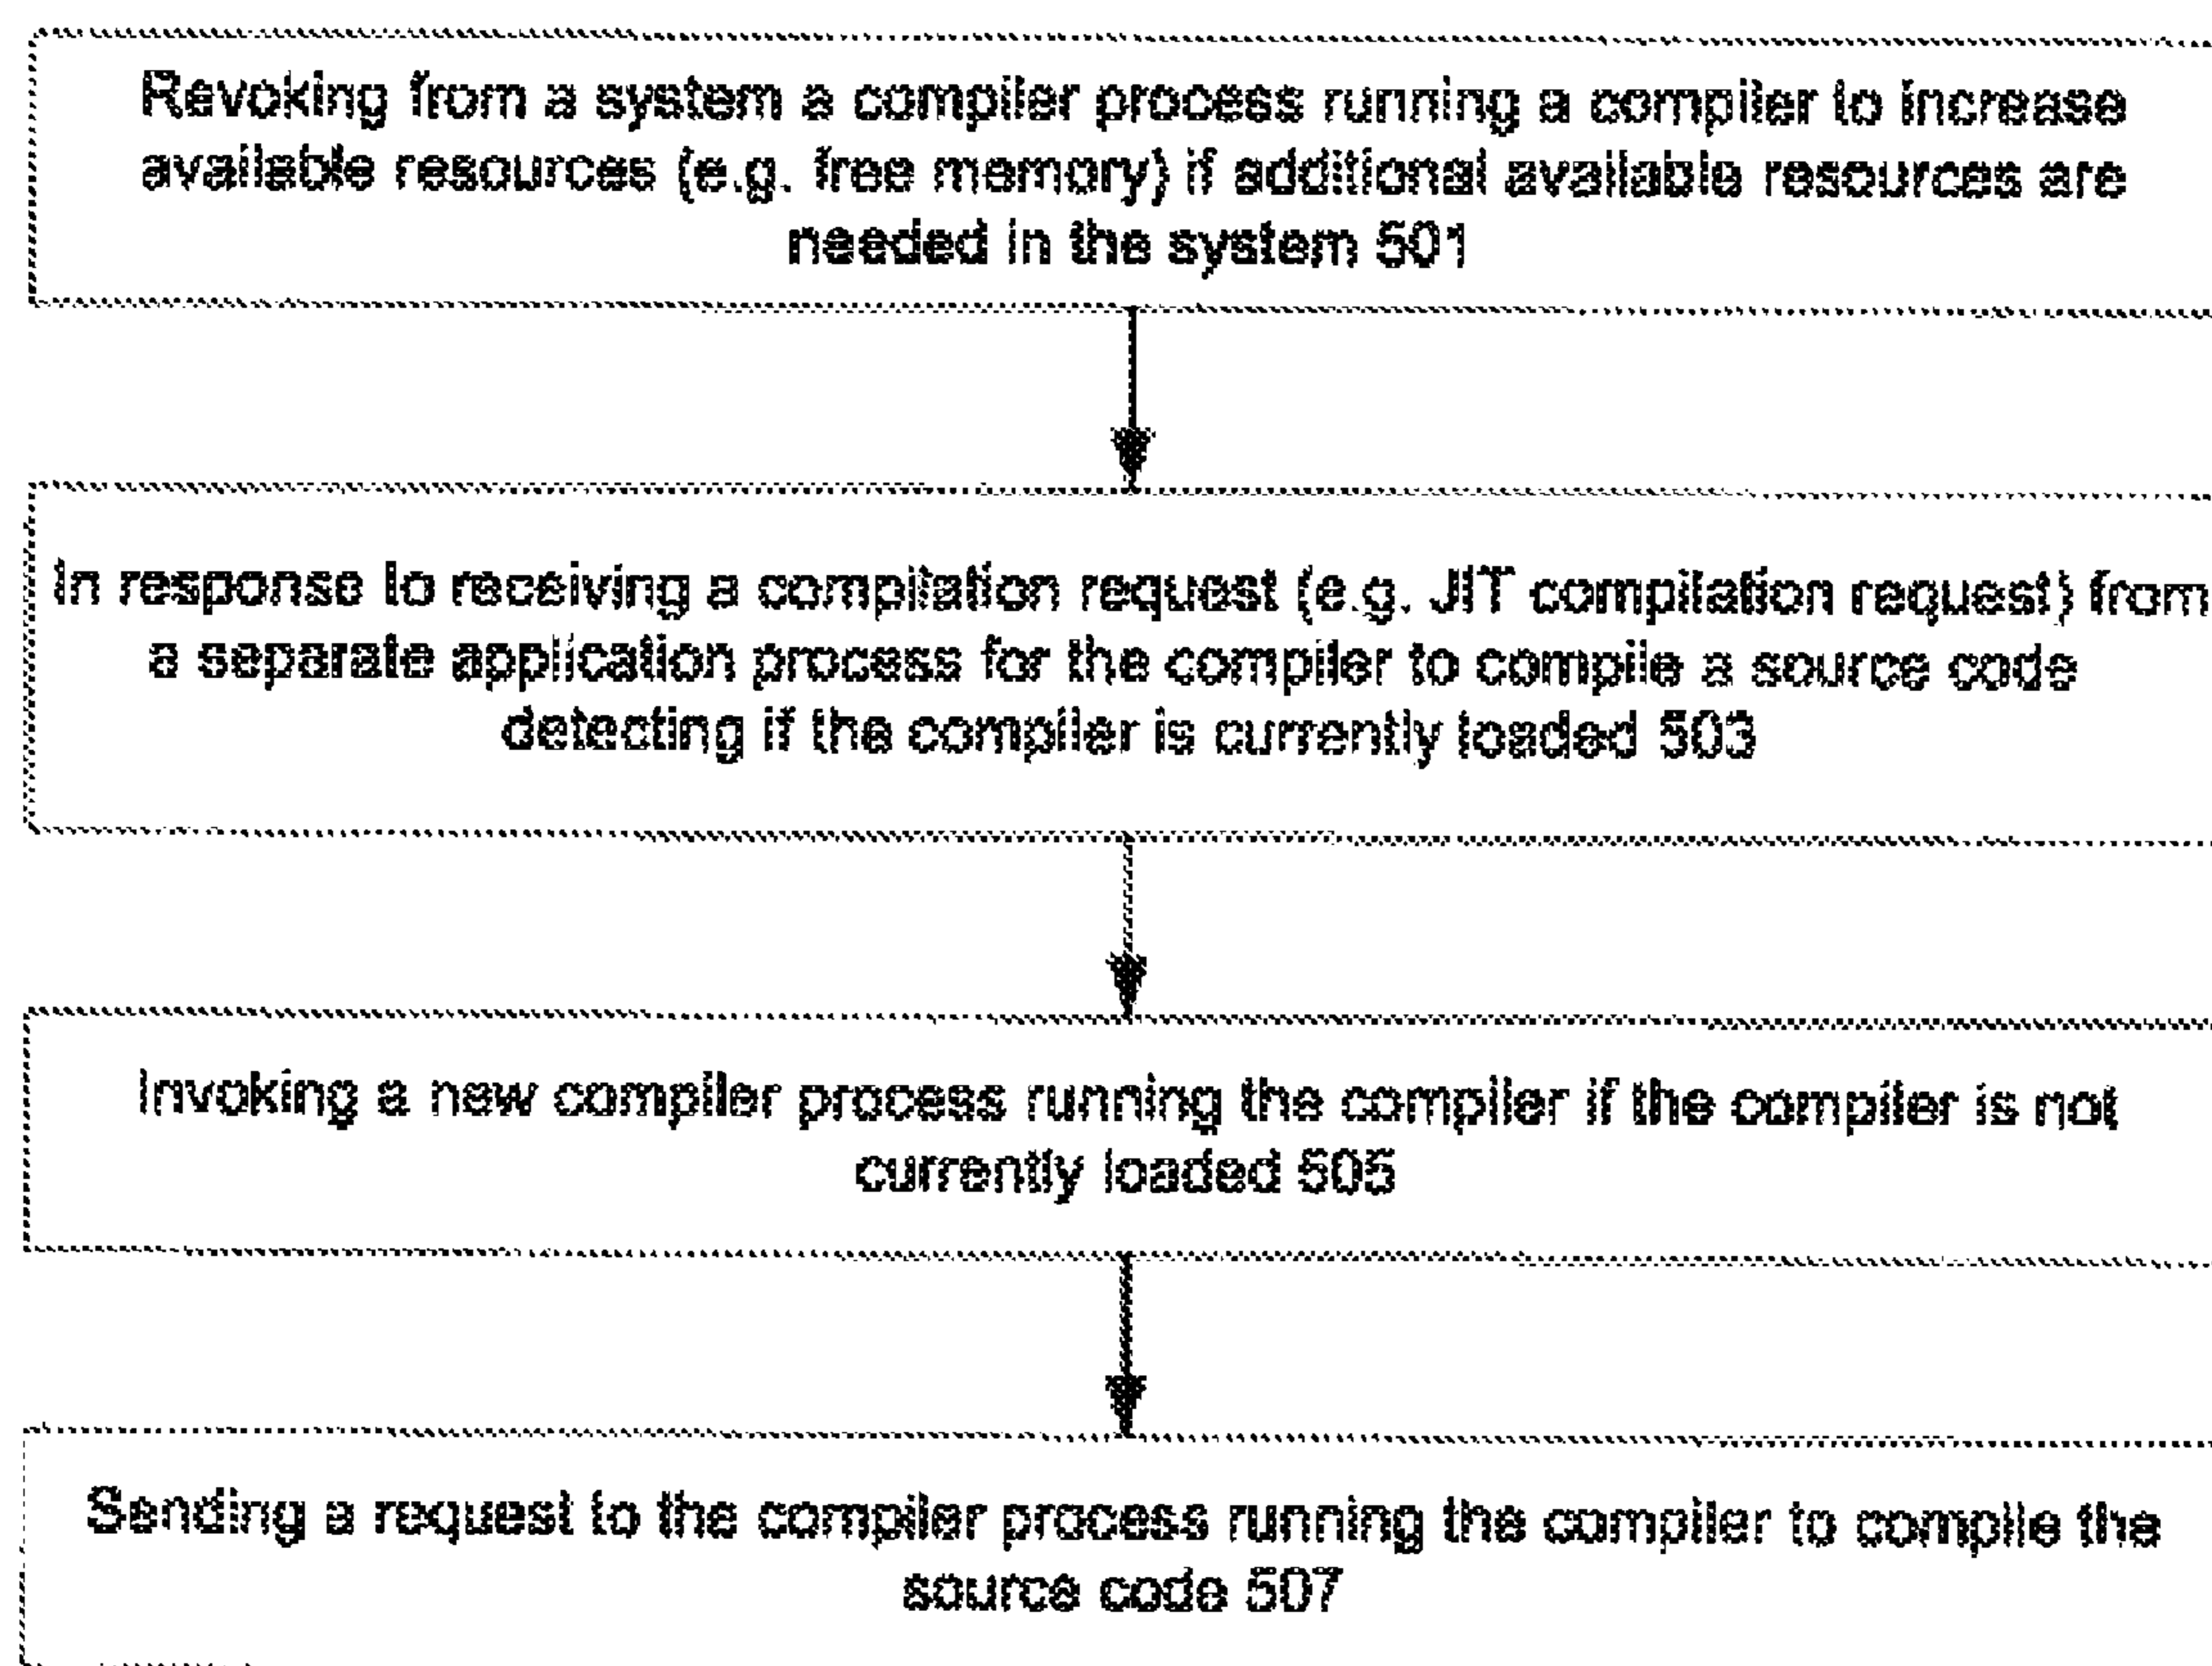 Revoking from a system a compiler process running a compiler to increase
available resources (e.g. free memory) if additional available resources are
needed in the system 501
In response to receiving a compilation request (e.g. JIT compilation request) from
a separate application process for the compiler to compile a source code
detecting if the compiler is currently loaded 503
Invoking a new compiler process running the compiler if the compiler is not
currently loaded 505
Sending a request to the compiler process running the compiler to compile the
source code 507